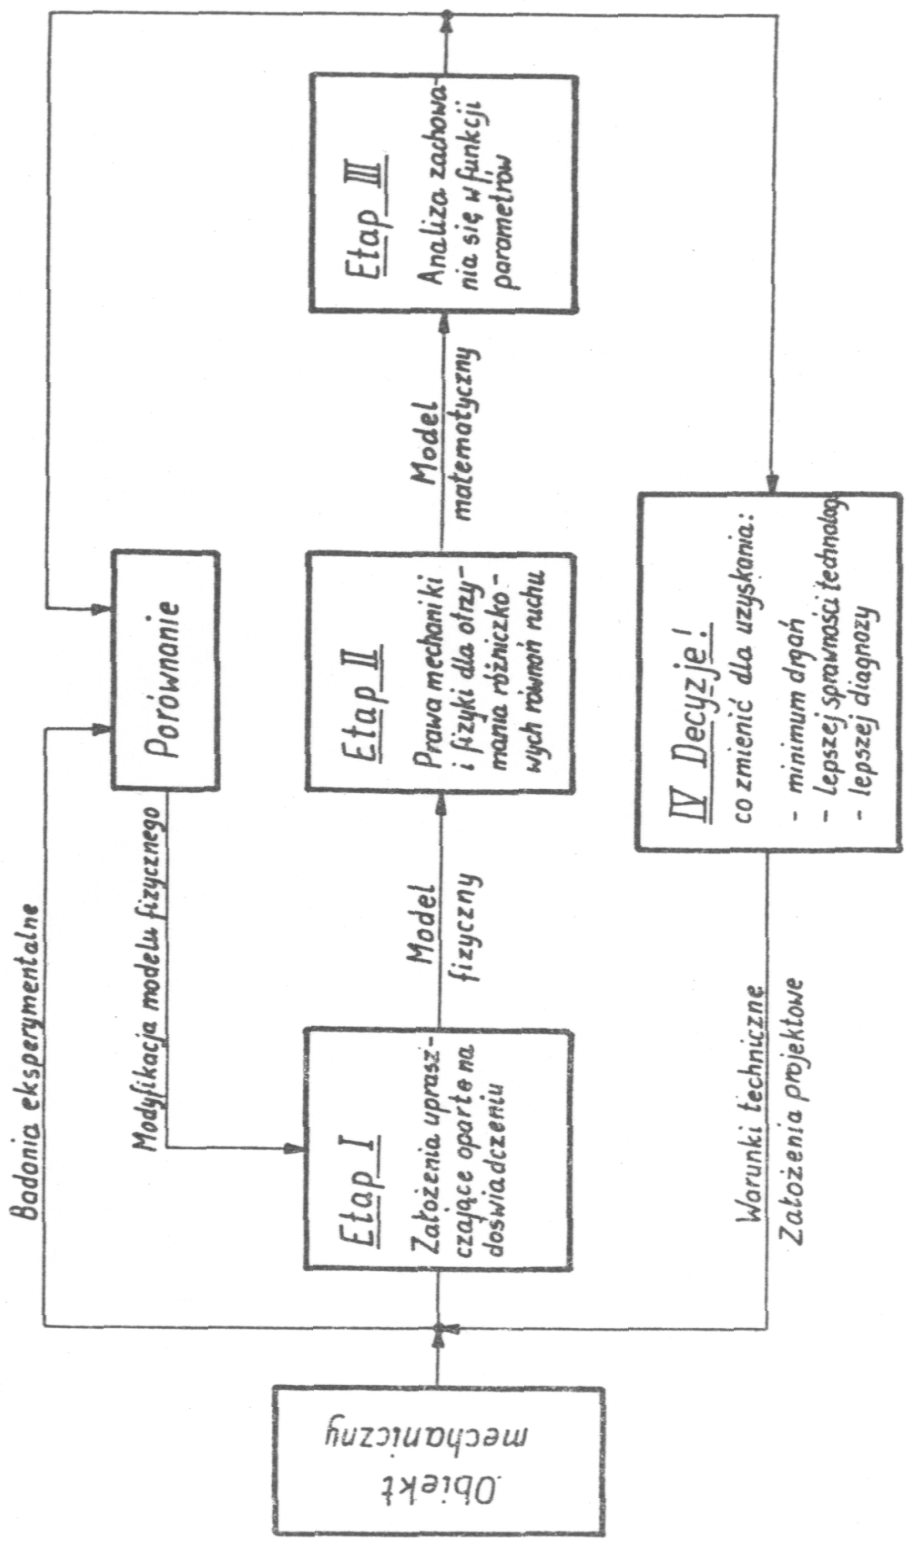 Obiekt
mechaniczny
Badania eksperymentalne
Modyfikacja modelu fizycznego
Porównanie
Etap I
Założenia uprasz-
czające oparte na
doświadczeniu
Model
fizyczny
Etap II
Prawa mechaniki
i fizyki dla otrzy-
mania różniczko-
wych równań ruchu
Model
matematyczny
Etap III
Analiza zachowa-
nia się w funkcji
parametrów
IV Decyzje!
co zmienić dla uzyskania:
- minimum drgań
- lepszej sprawności technolog
- lepszej diagnozy
Warunki techniczne
Założenia projektowe